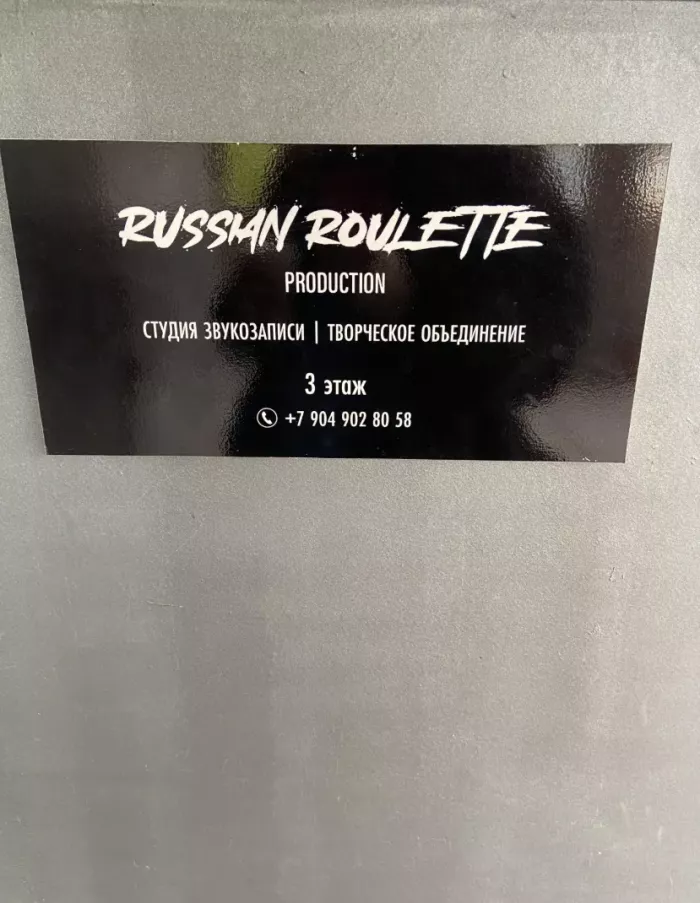 RUSSIAN ROULETTE
PRODUCTION
СТУДИЯ ЗВУКОЗАПИСИ | ТВОРЧЕСКОЕ ОБЪЕДИНЕНИЕ
3 этаж
+7 904 902 80 58